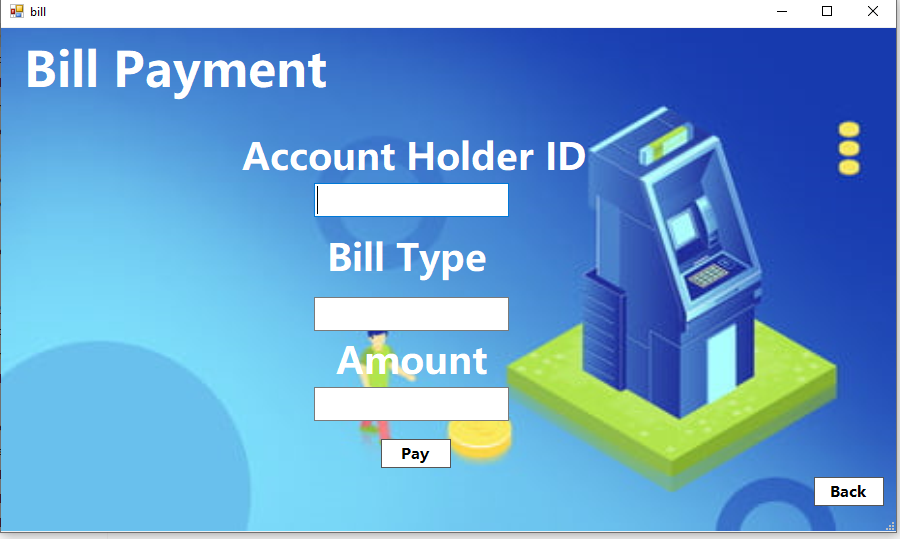 bill
Bill Payment
Account Holder ID
Bill Type
Amount
Pay
Back